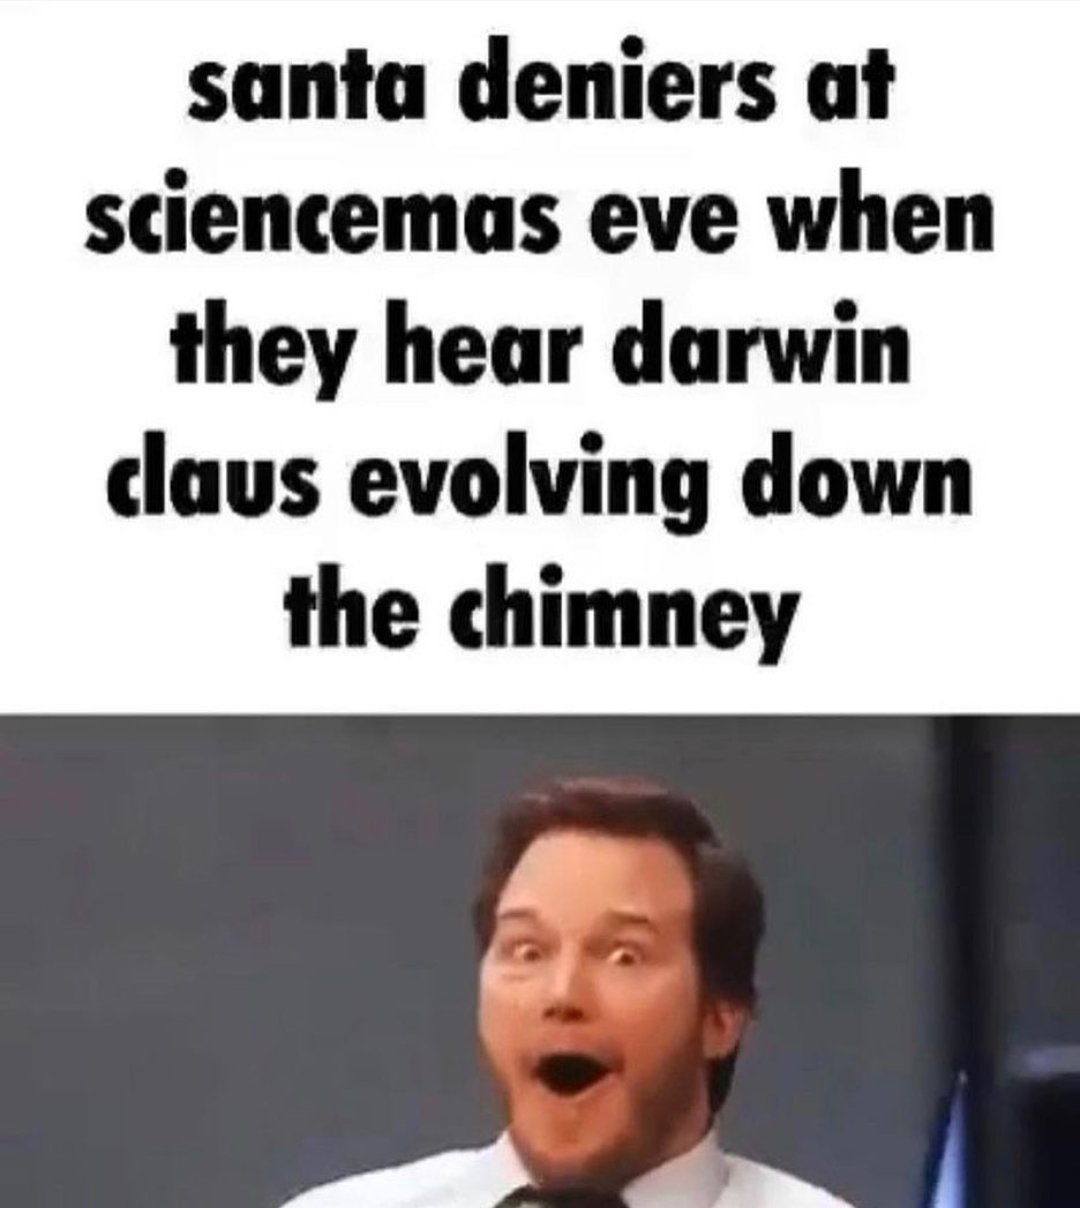 santa deniers at
sciencemas eve when
they hear darwin
claus evolving down
the chimney